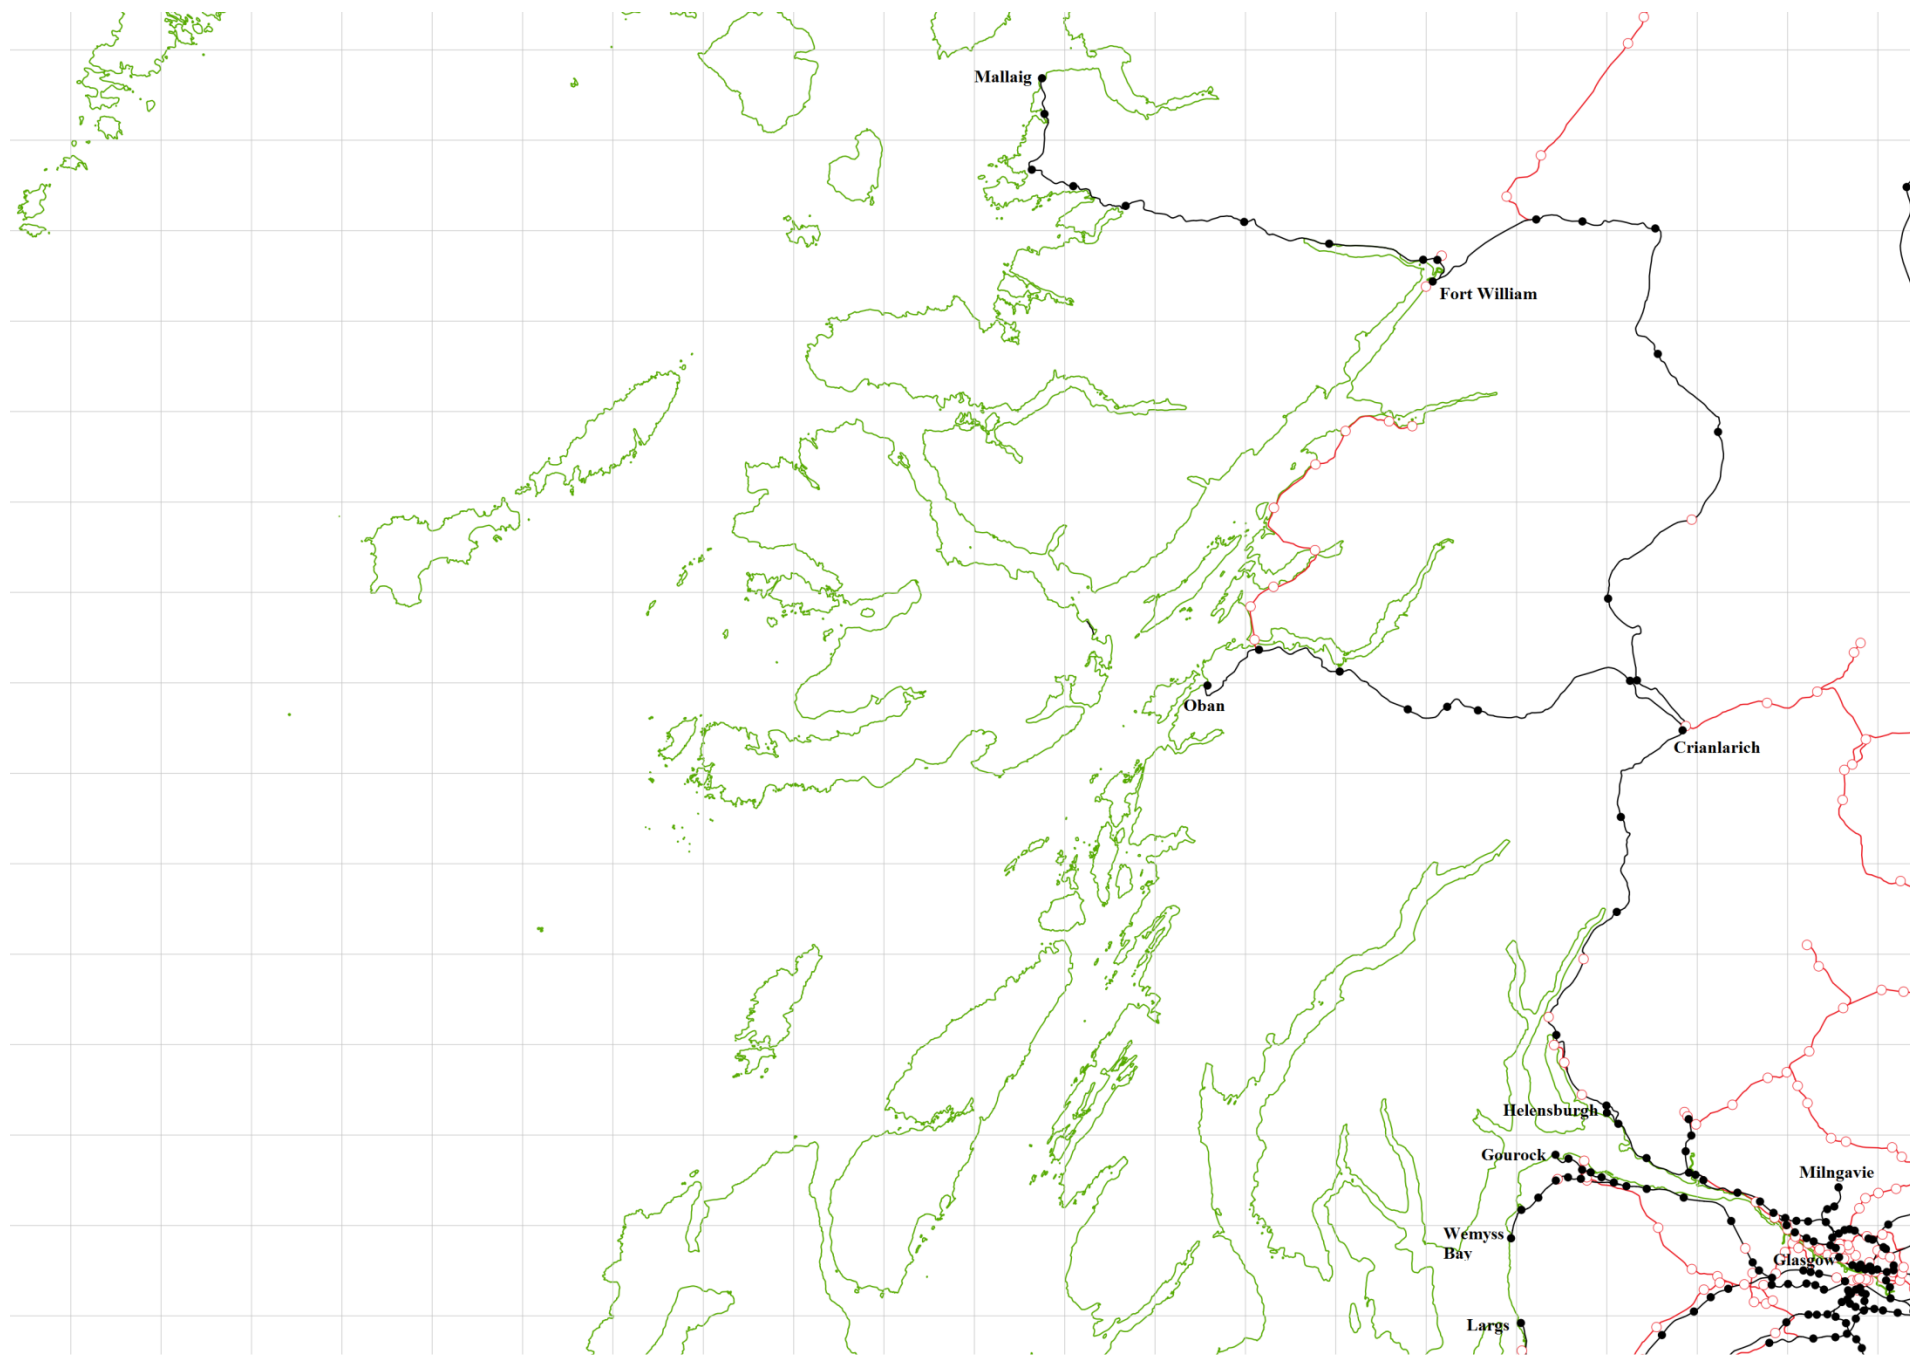 Mallaig
Fort William
Oban
Crianlarich
Helensburgh
Gourock
Milngavie
Wemyss
Bay
Glasgow
Largs